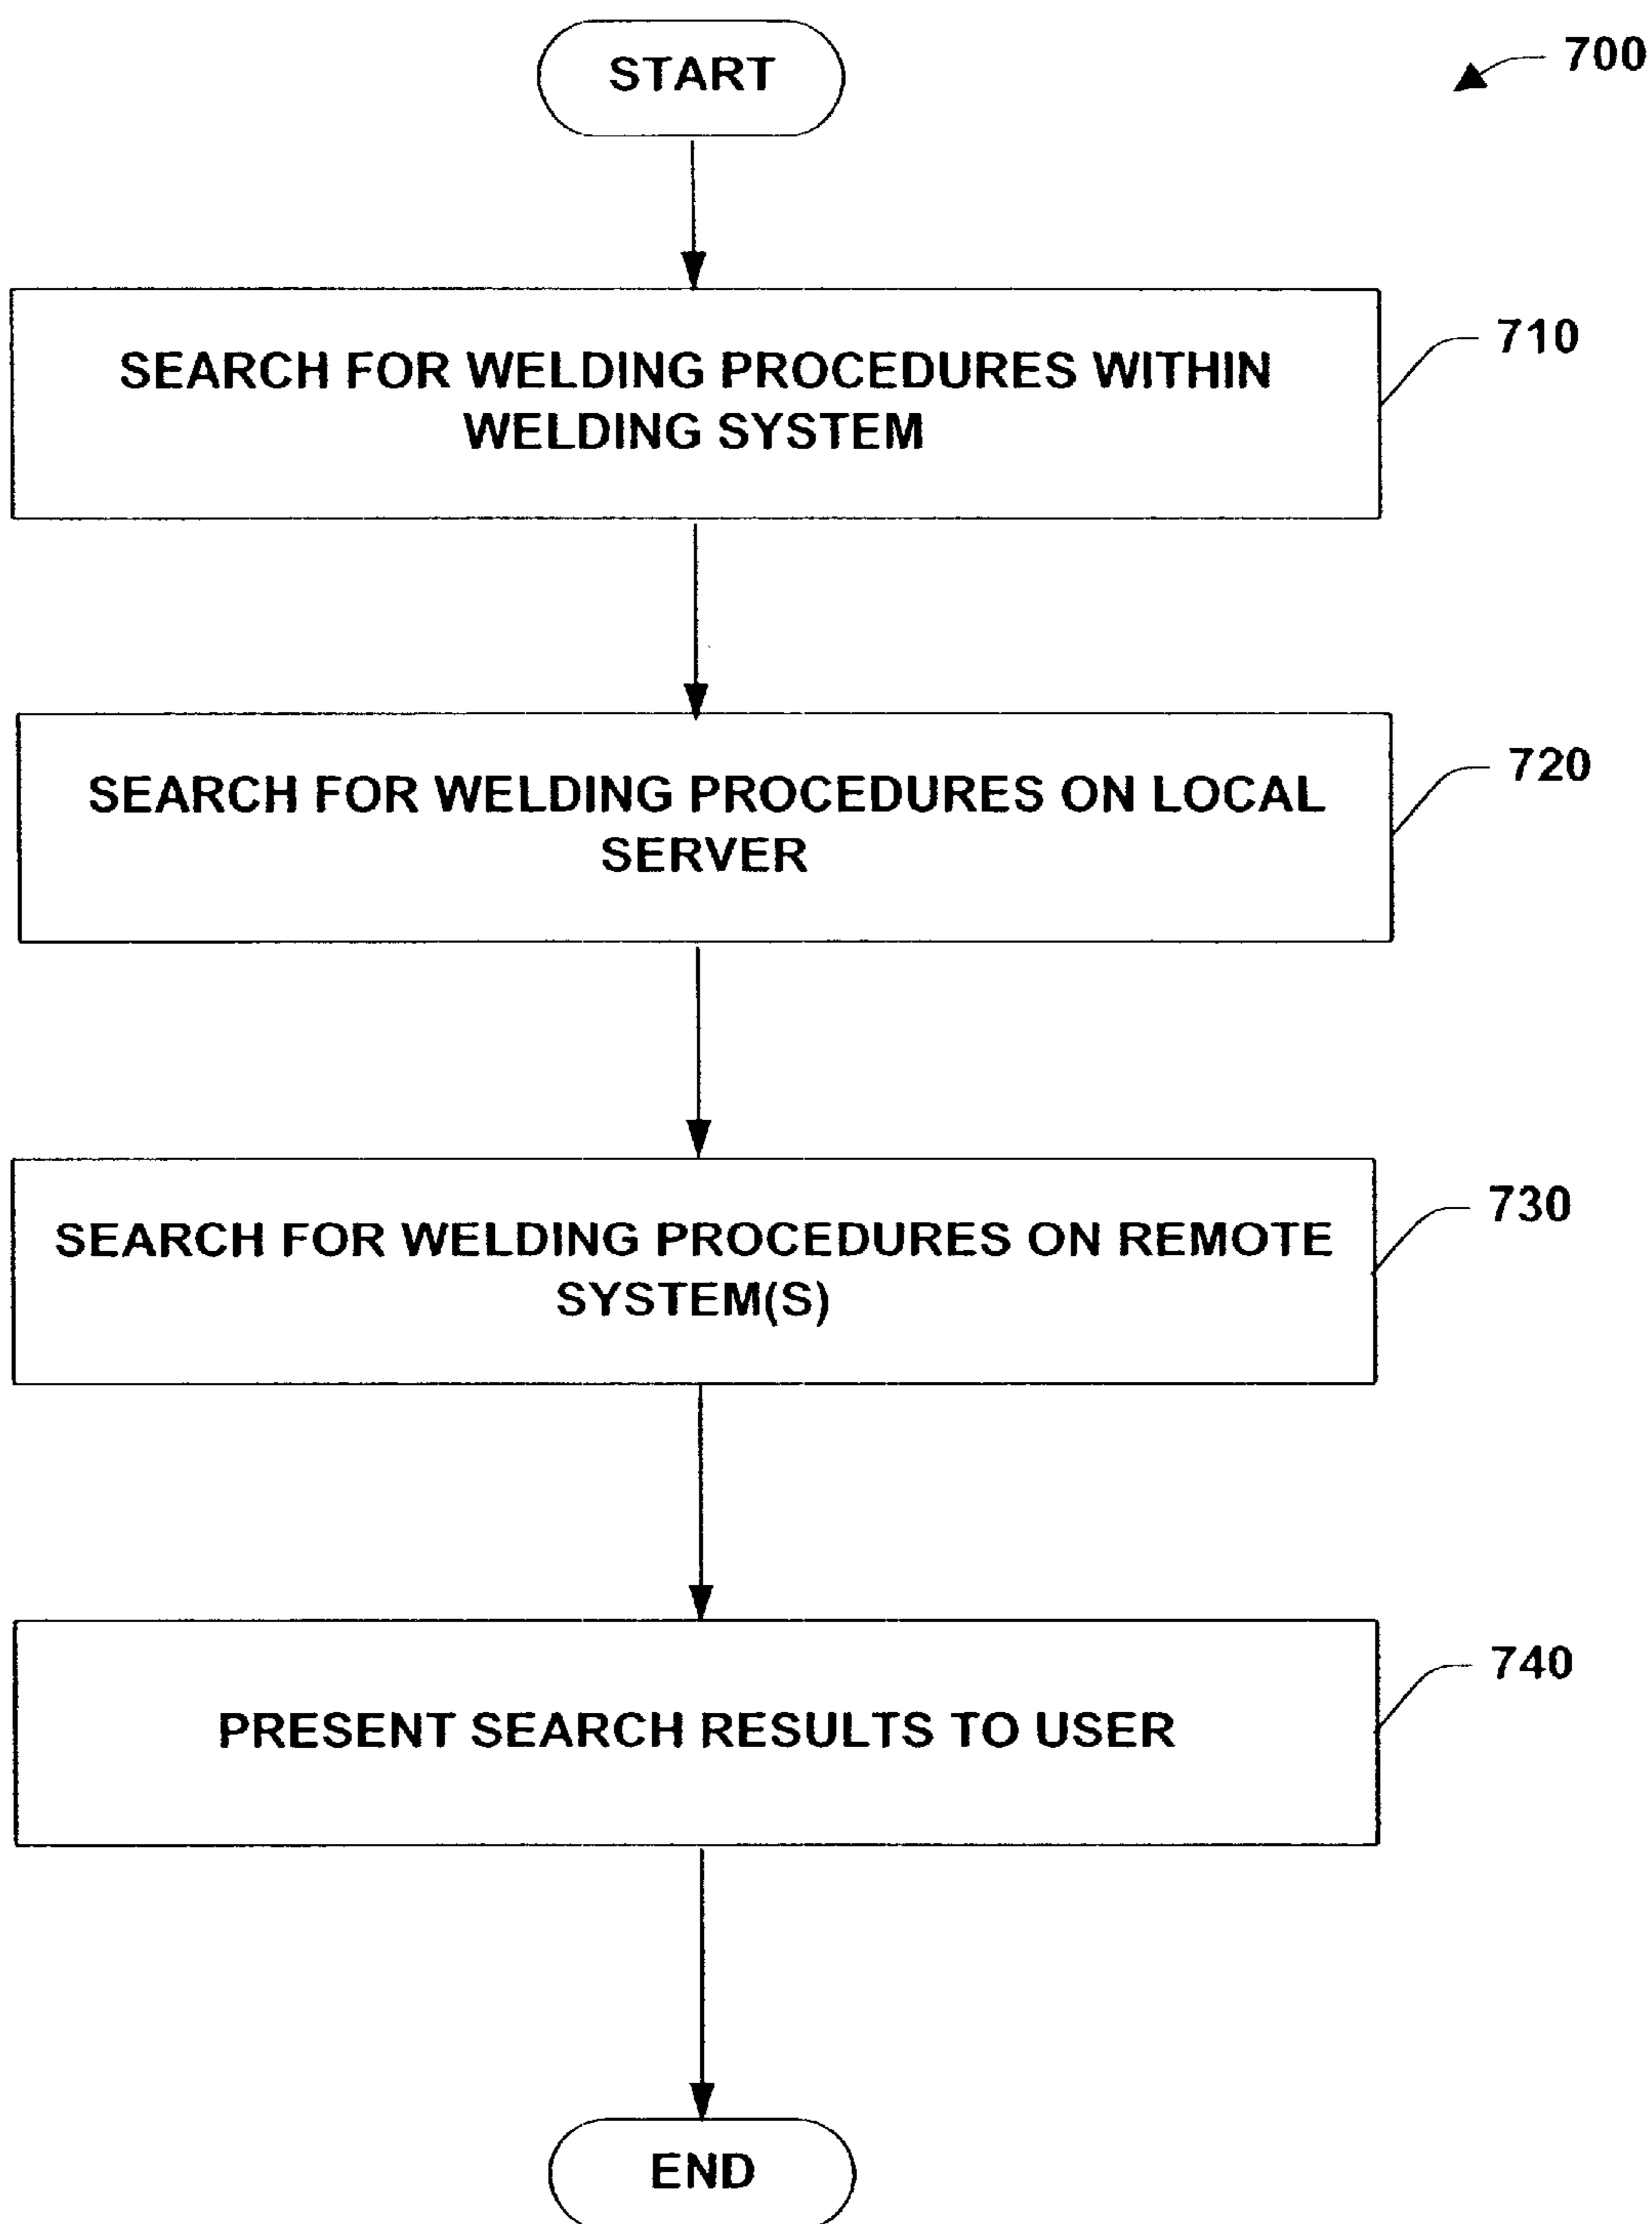 START
700
SEARCH FOR WELDING PROCEDURES WITHIN
WELDING SYSTEM
710
SEARCH FOR WELDING PROCEDURES ON LOCAL
SERVER
720
SEARCH FOR WELDING PROCEDURES ON REMOTE
SYSTEM(S)
730
PRESENT SEARCH RESULTS TO USER
740
END